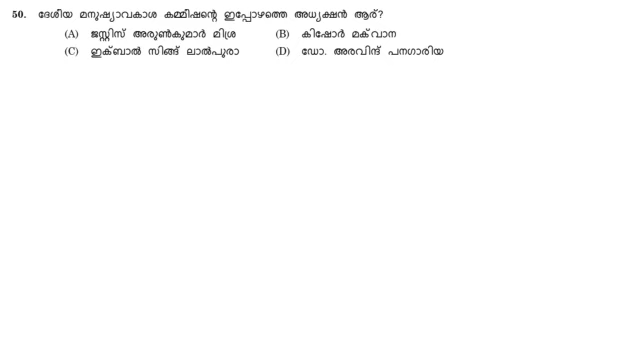 50. ദേശീയ മനുഷ്യാവകാശ കമ്മീഷന്റെ ഇപ്പോഴത്തെ അധ്യക്ഷൻ ആര്?
(A) ജസ്റ്റിസ് അരുൺകുമാർ മിശ്ര (B) കിഷോർ മക്‌വാന
(C) ഇക്ബാൽ സിങ്ങ് ലാൽപുരാ (D) ഡോ. അരവിന്ദ് പനഗാരിയ